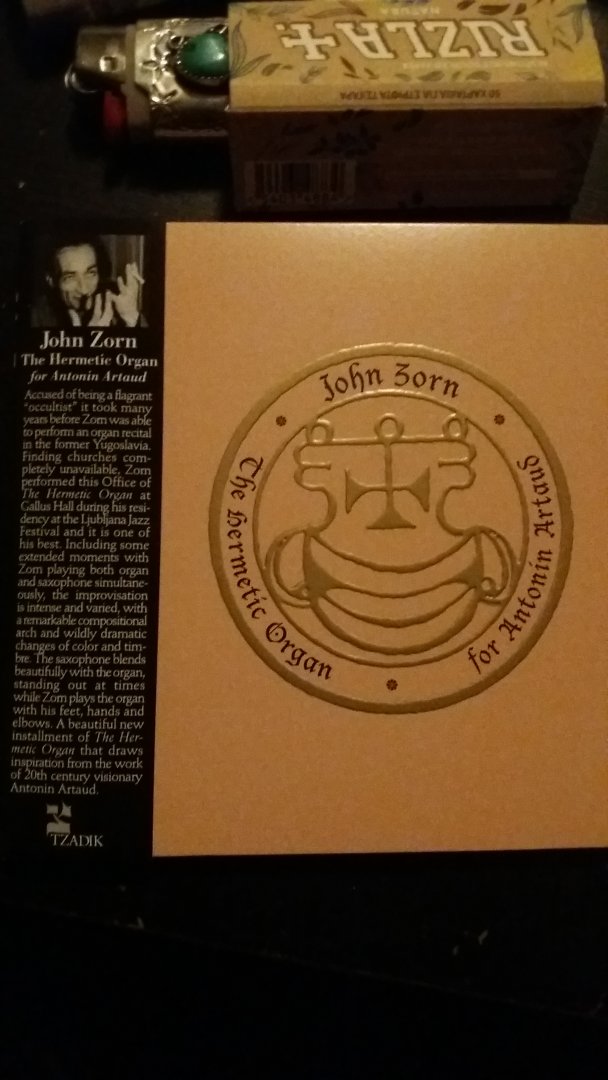 RIZLA+.
50 ΧΑΡΤΑΚΙΑ ΓΙΑ ΣΤΡΙΦΤΑ ΤΣΙΓΑΡΑ
John Zorn
The Hermetic Organ
for Antonin Artaud
Accused of being a flagrant
"occultist" it took many
years before Zorn was able
to perform an organ recital
in the former Yugoslavia.
Finding churches com-
pletely unavailable, Zorn
performed this Office of
The Hermetic Organ at
Gallus Hall during his resi-
dency at the Ljubljana Jazz
Festival and it is one of
his best. Including some
extended moments with
Zorn playing both organ
and saxophone simultane-
ously, the improvisation
is intense and varied, with
a remarkable compositional
arch and wildly dramatic
changes of color and tim-
bre. The saxophone blends
beautifully with the organ,
standing out at times
while Zorn plays the organ
with his feet, hands and
elbows. A beautiful new
installment of The Her-
metic Organ that draws
inspiration from the work
of 20th century visionary
Antonin Artaud.
TZADIK
John Zorn
The Hermetic Organ
for Antonin Artaud